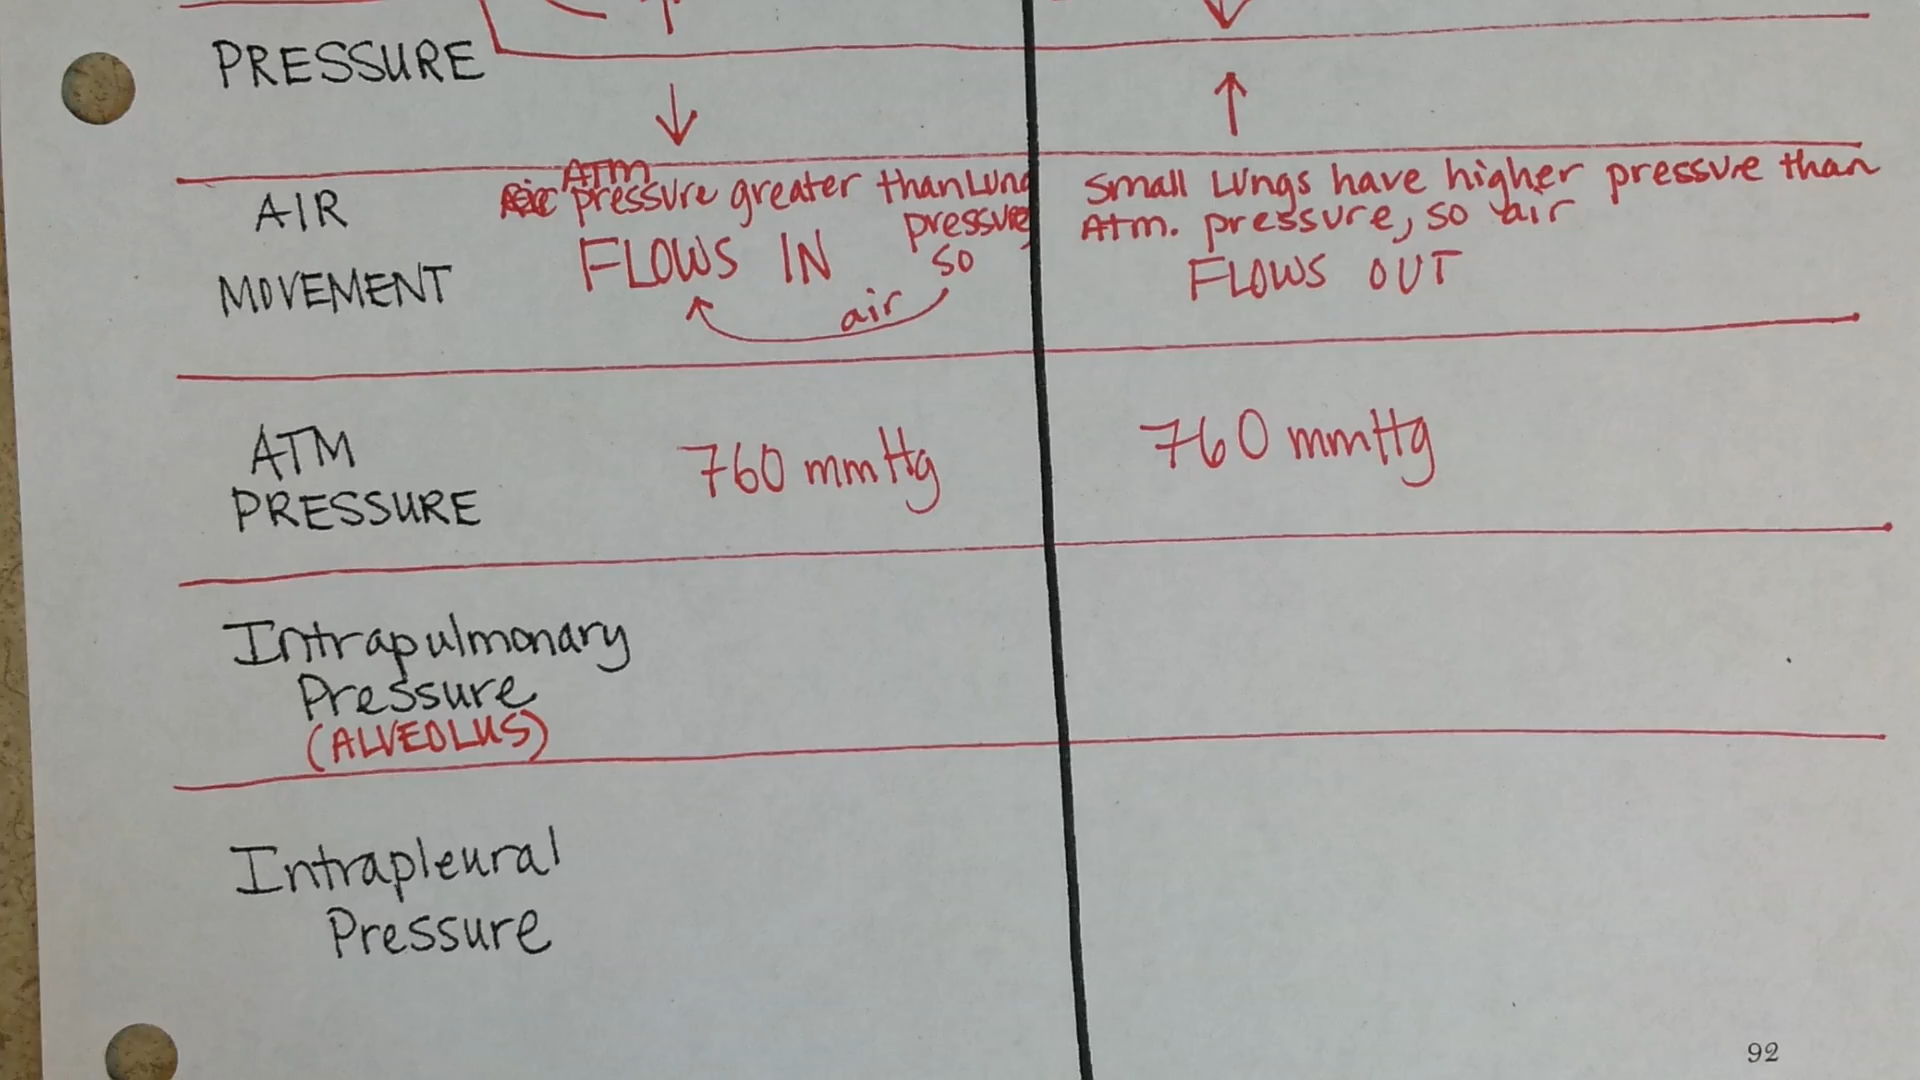 PRESSURE
AIR
MOVEMENT
ATM
pressure greater than Lung
pressure
so
FLOWS IN
air
Small Lungs have higher pressure than
Atm. pressure, so air
FLOWS OUT
ATM
PRESSURE
760 mmHg
760 mmHg
Intrapulmonary
Pressure
(ALVEOLUS)
Intrapleural
Pressure
92